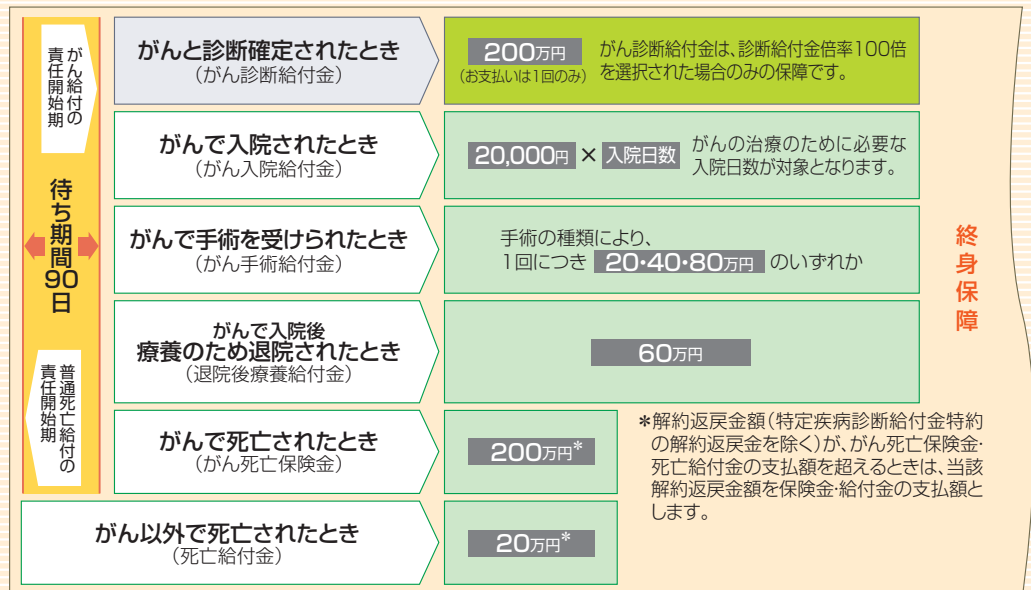 がん給付の
責任開始期
待ち期間90日
普通死亡給付の
責任開始期
がんと診断確定されたとき
（がん診断給付金）
200万円
（お支払いは1回のみ）
がん診断給付金は、診断給付金倍率100倍
を選択された場合のみの保障です。
がんで入院されたとき
（がん入院給付金）
20,000円 × 入院日数
がんの治療のために必要な
入院日数が対象となります。
がんで手術を受けられたとき
（がん手術給付金）
手術の種類により、
1回につき 20・40・80万円 のいずれか
がんで入院後
療養のため退院されたとき
（退院後療養給付金）
60万円
がんで死亡されたとき
（がん死亡保険金）
200万円*
がん以外で死亡されたとき
（死亡給付金）
20万円*
*解約返戻金額（特定疾病診断給付金特約
の解約返戻金を除く）が、がん死亡保険金・
死亡給付金の支払額を超えるときは、当該
解約返戻金額を保険金・給付金の支払額と
します。
終身保障